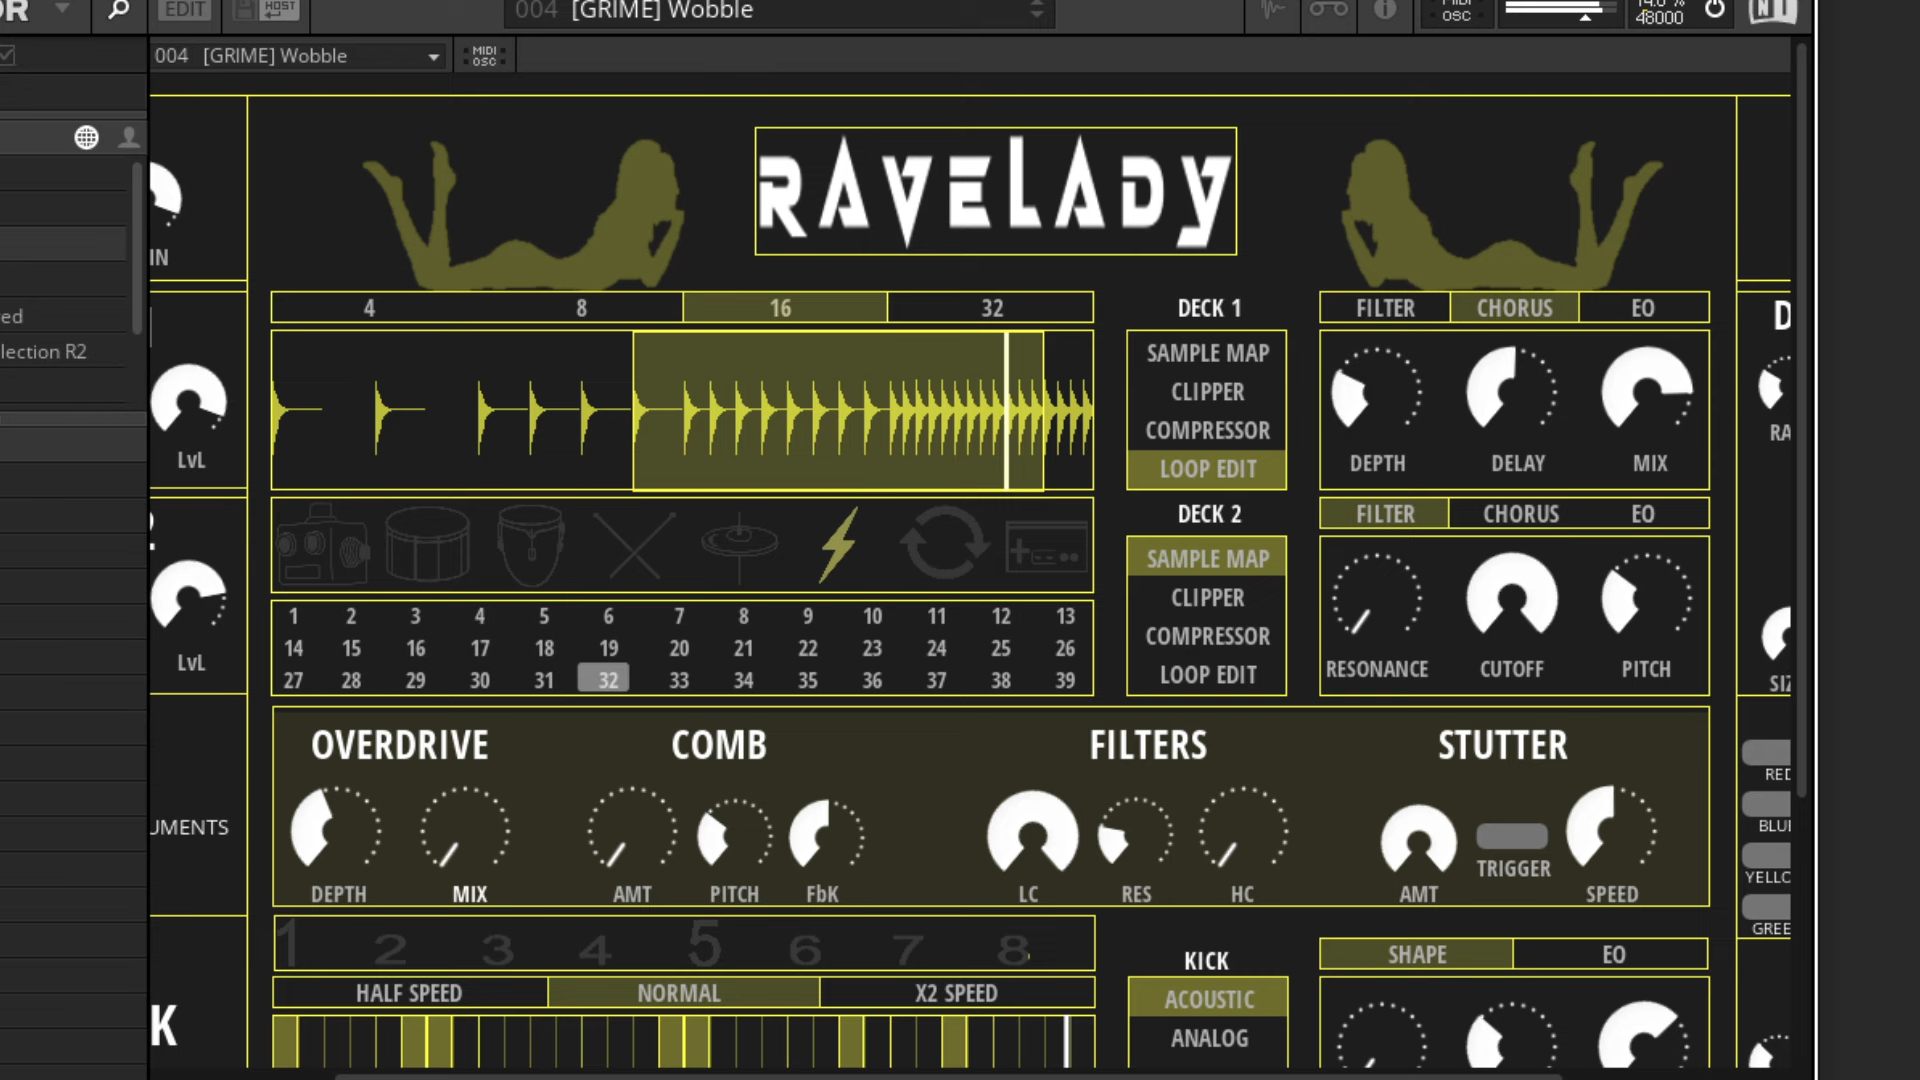 EDIT
HOST
004 [GRIME] Wobble
MIDI
OSC
48000
004 [GRIME] Wobble
MIDI
OSC
RAVELADY
IN
4 8 16 32
DECK 1
FILTER CHORUS EQ
SAMPLE MAP
CLIPPER
COMPRESSOR
LOOP EDIT
DEPTH DELAY MIX
LvL
lection R2
DECK 2
FILTER CHORUS EQ
SAMPLE MAP
CLIPPER
COMPRESSOR
LOOP EDIT
RESONANCE CUTOFF PITCH
1 2 3 4 5 6 7 8 9 10 11 12 13
14 15 16 17 18 19 20 21 22 23 24 25 26
27 28 29 30 31 32 33 34 35 36 37 38 39
LvL
OVERDRIVE COMB FILTERS STUTTER
DEPTH MIX AMT PITCH FbK LC RES HC AMT TRIGGER SPEED
UMENTS
RED
BLUE
YELLO
GREE
1 2 3 4 5 6 7 8
HALF SPEED NORMAL X2 SPEED
KICK
ACOUSTIC
ANALOG
SHAPE EQ
K